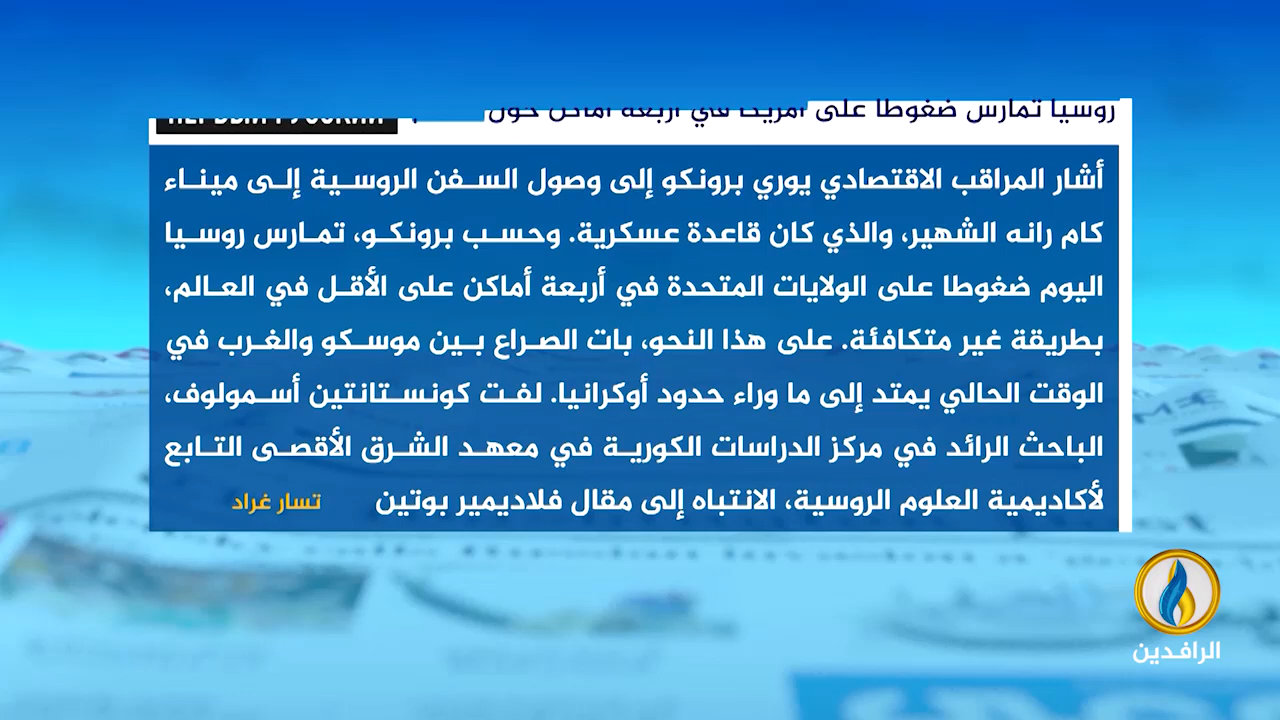 روسيا تمارس ضغوطا على أمريكا في أربعة أماكن حول
أشار المراقب الاقتصادي يوري برونكو إلى وصول السفن الروسية إلى ميناء
كام رانه الشهير، والذي كان قاعدة عسكرية. وحسب برونكو، تمارس روسيا
اليوم ضغوطا على الولايات المتحدة في أربعة أماكن على الأقل في العالم،
بطريقة غير متكافئة. على هذا النحو، بات الصراع بين موسكو والغرب في
الوقت الحالي يمتد إلى ما وراء حدود أوكرانيا. لفت كونستانتين أسمولوف،
الباحث الرائد في مركز الدراسات الكورية في معهد الشرق الأقصى التابع
لأكاديمية العلوم الروسية، الانتباه إلى مقال فلاديمير بوتين
تسار غراد
الرافدين